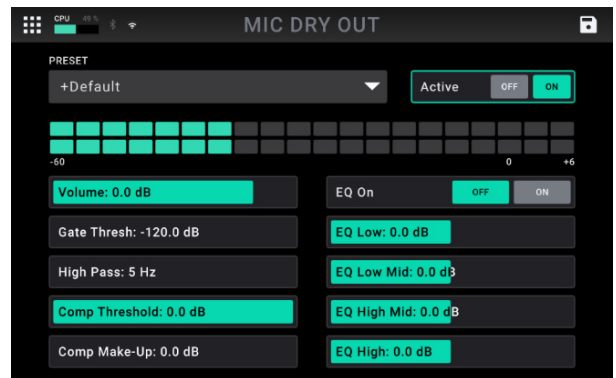 CPU 49 %
MIC DRY OUT
PRESET
+Default
Active OFF ON
-60 0 +6
Volume: 0.0 dB
EQ On OFF ON
Gate Thresh: -120.0 dB
EQ Low: 0.0 dB
High Pass: 5 Hz
EQ Low Mid: 0.0 dB
Comp Threshold: 0.0 dB
EQ High Mid: 0.0 dB
Comp Make-Up: 0.0 dB
EQ High: 0.0 dB